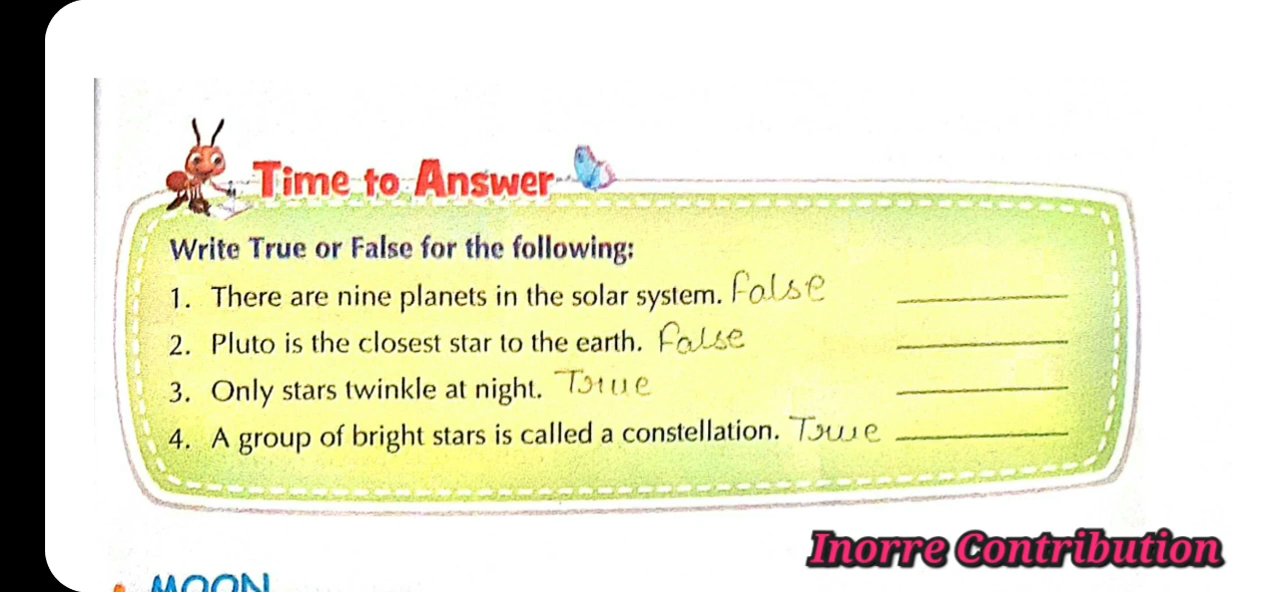 Time to Answer
Write True or False for the following:
1. There are nine planets in the solar system. False
2. Pluto is the closest star to the earth. False
3. Only stars twinkle at night. True
4. A group of bright stars is called a constellation. True
Inorre Contribution
MOON